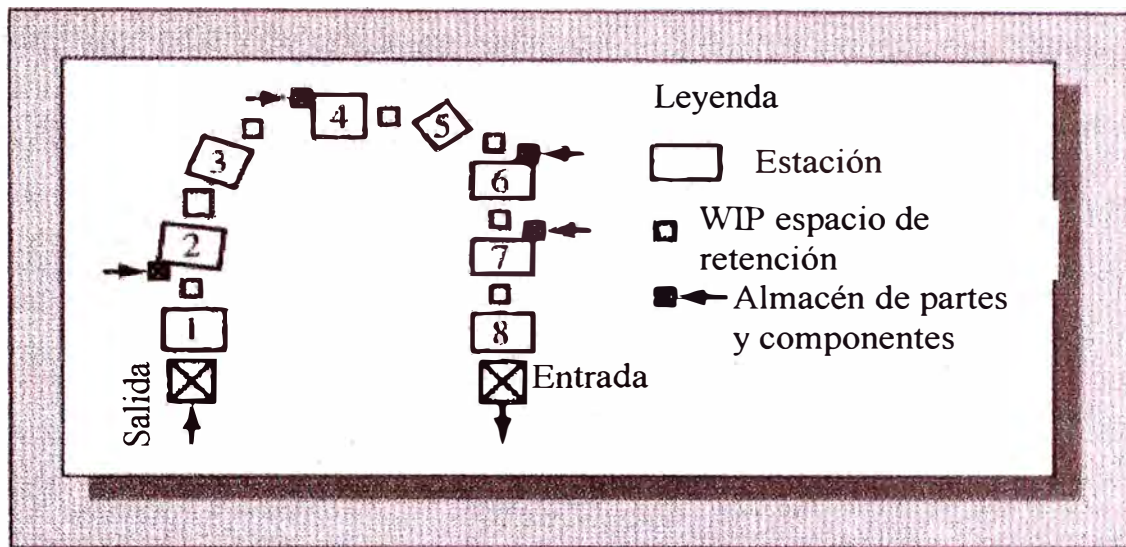 Leyenda
Estación
WIP espacio de
retención
Almacén de partes
y componentes
1
2
3
4
5
6
7
8
Salida
Entrada